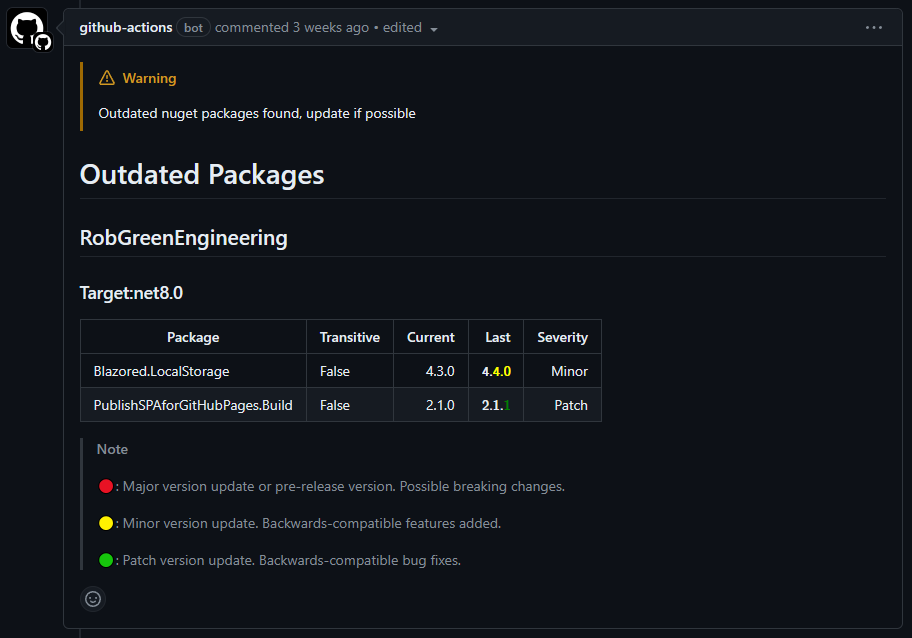 github-actions bot commented 3 weeks ago • edited
Warning
Outdated nuget packages found, update if possible
Outdated Packages
RobGreenEngineering
Target:net8.0
Package Transitive Current Last Severity
Blazored.LocalStorage False 4.3.0 4.4.0 Minor
PublishSPAforGitHubPages.Build False 2.1.0 2.1.1 Patch
Note
: Major version update or pre-release version. Possible breaking changes.
: Minor version update. Backwards-compatible features added.
: Patch version update. Backwards-compatible bug fixes.